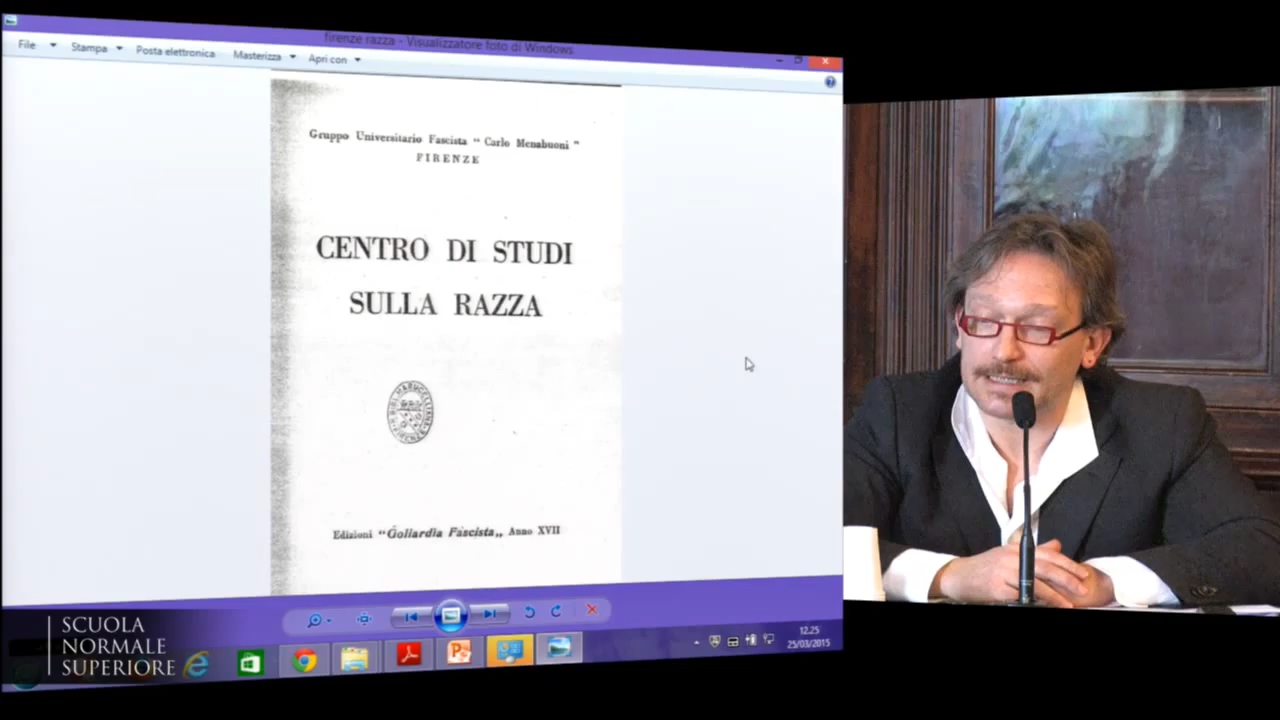 firenze razza - Visualizzatore foto di Windows
File Stampa Posta elettronica Masterizza Apri con
Gruppo Universitario Fascista " Carlo Menabuoni "
FIRENZE
CENTRO DI STUDI
SULLA RAZZA
Edizioni "Goliardia Fascista„ Anno XVII
12.25
25/03/2015
SCUOLA
NORMALE
SUPERIORE